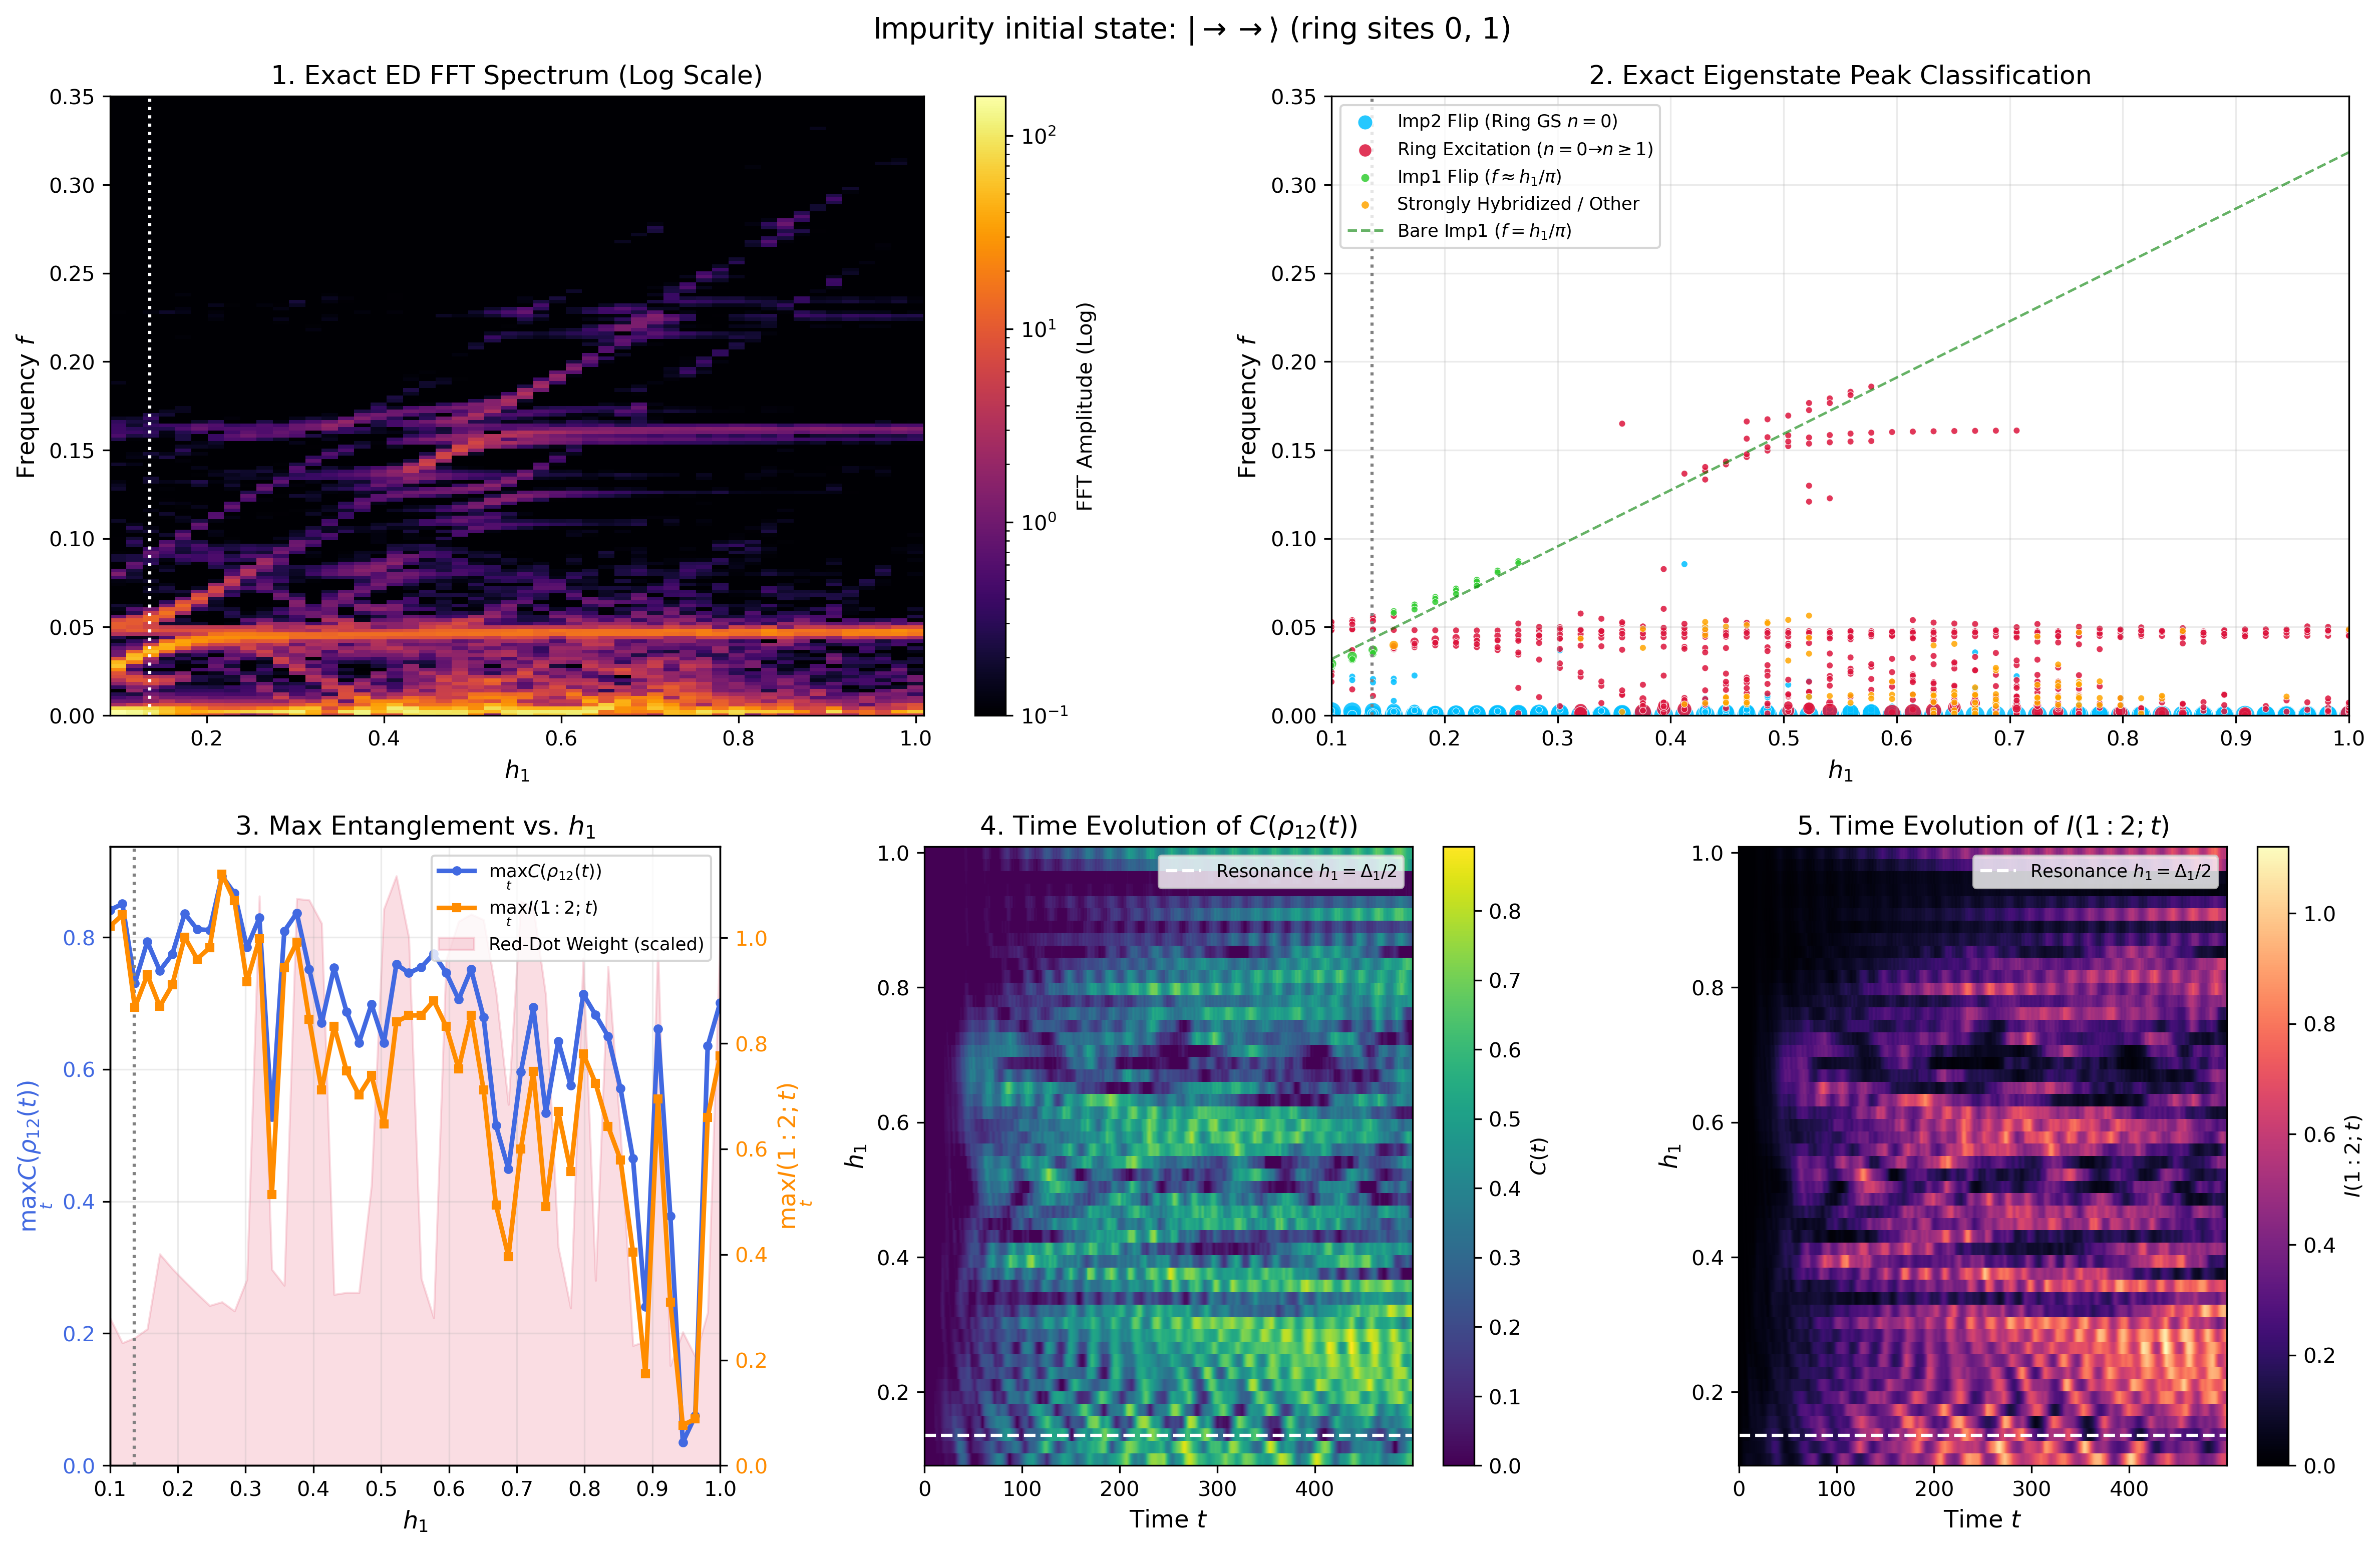 Impurity initial state: |→→⟩ (ring sites 0, 1)
1. Exact ED FFT Spectrum (Log Scale)
0.35
0.30
0.25
0.20
0.15
0.10
0.05
0.00
Frequency f
0.2
0.4
0.6
0.8
1.0
h₁
10²
10¹
10⁰
10⁻¹
FFT Amplitude (Log)
2. Exact Eigenstate Peak Classification
Imp2 Flip (Ring GS n = 0)
Ring Excitation (n = 0→n ≥ 1)
Imp1 Flip (f ≈ h₁/π)
Strongly Hybridized / Other
Bare Imp1 (f = h₁/π)
0.35
0.30
0.25
0.20
0.15
0.10
0.05
0.00
Frequency f
0.1
0.2
0.3
0.4
0.5
0.6
0.7
0.8
0.9
1.0
h₁
3. Max Entanglement vs. h₁
max C(ρ₁₂(t))
t
max I(1 : 2; t)
t
Red-Dot Weight (scaled)
0.8
0.6
0.4
0.2
0.0
max C(ρ₁₂(t))
t
1.0
0.8
0.6
0.4
0.2
0.0
max I(1 : 2; t)
t
0.1
0.2
0.3
0.4
0.5
0.6
0.7
0.8
0.9
1.0
h₁
4. Time Evolution of C(ρ₁₂(t))
Resonance h₁ = Δ₁/2
1.0
0.8
0.6
0.4
0.2
h₁
0
100
200
300
400
Time t
0.8
0.7
0.6
0.5
0.4
0.3
0.2
0.1
0.0
C(t)
5. Time Evolution of I(1 : 2; t)
Resonance h₁ = Δ₁/2
1.0
0.8
0.6
0.4
0.2
h₁
0
100
200
300
400
Time t
1.0
0.8
0.6
0.4
0.2
0.0
I(1 : 2; t)